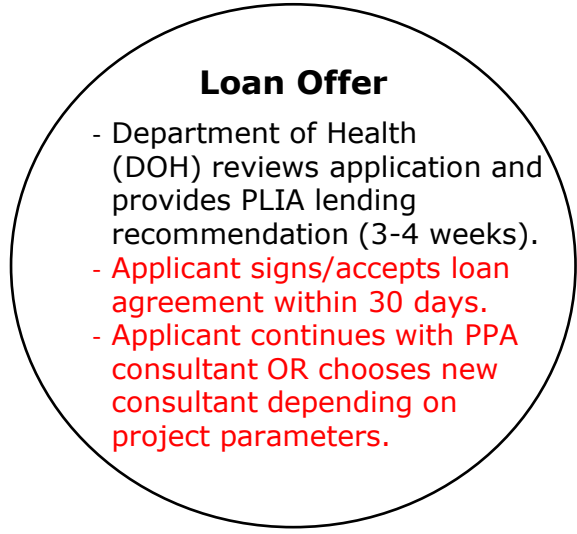 Loan Offer
- Department of Health
(DOH) reviews application and
provides PLIA lending
recommendation (3-4 weeks).
- Applicant signs/accepts loan
agreement within 30 days.
- Applicant continues with PPA
consultant OR chooses new
consultant depending on
project parameters.